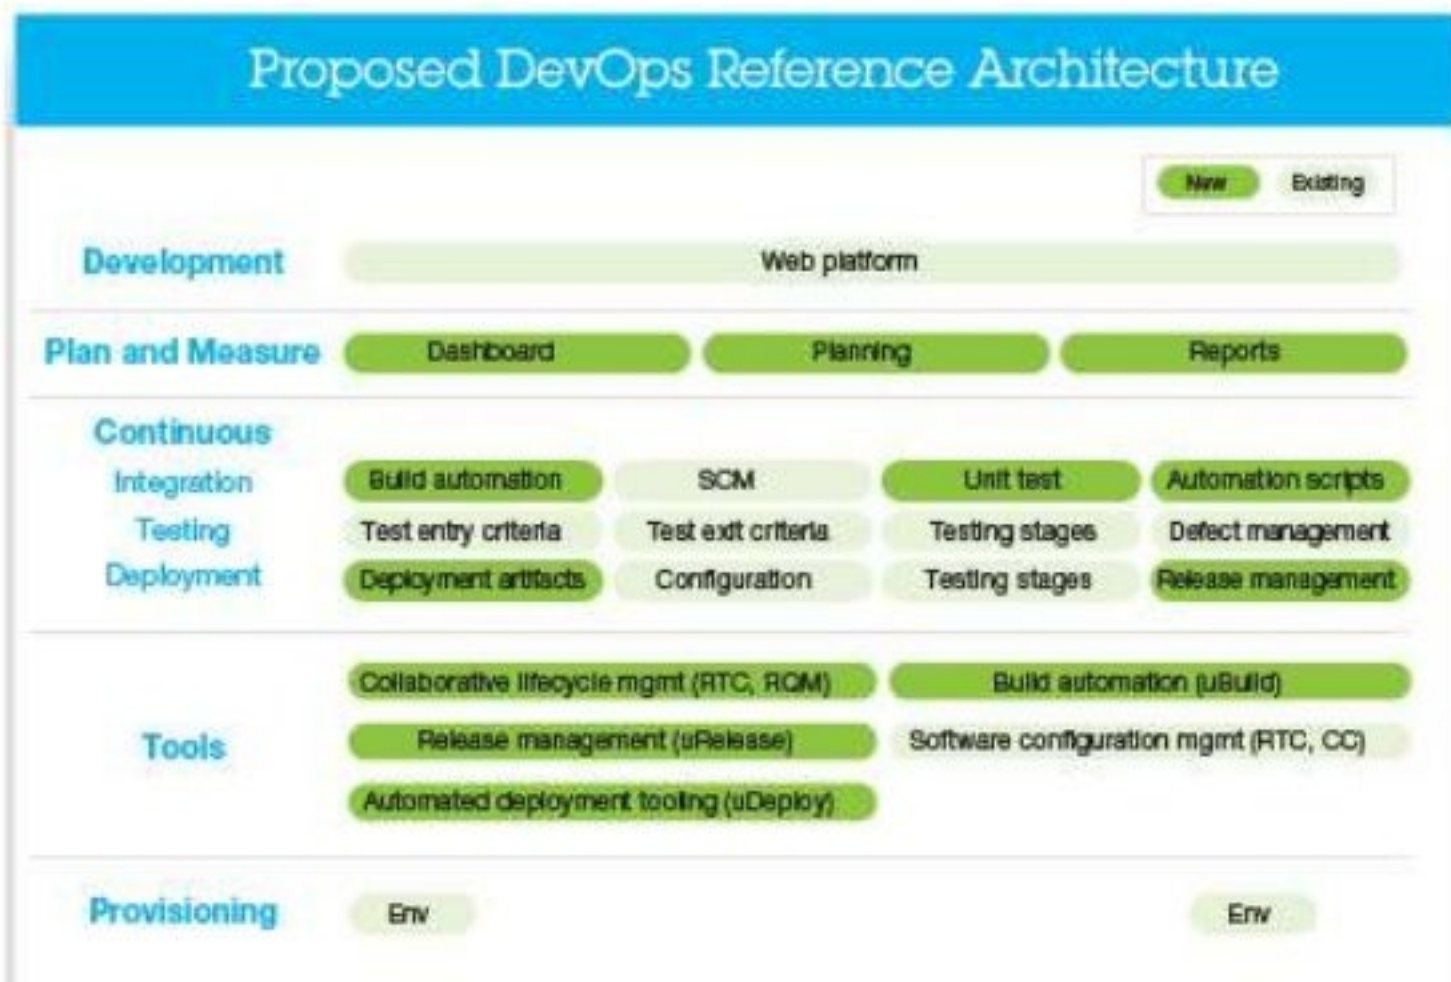 Proposed DevOps Reference Architecture
New Existing
Development Web platform
Plan and Measure Dashboard Planning Reports
Continuous
Integration Build automation SCM Unit test Automation scripts
Testing Test entry criteria Test exit criteria Testing stages Defect management
Deployment Deployment artifacts Configuration Testing stages Release management
Collaborative lifecycle mgmt (RTC, RQM) Build automation (uBuild)
Tools Release management (uRelease) Software configuration mgmt (RTC, CC)
Automated deployment tooling (uDeploy)
Provisioning Env Env